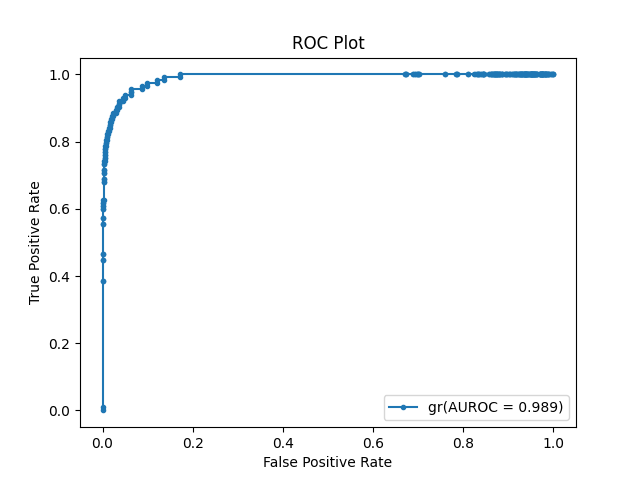 ROC Plot
True Positive Rate
1.0
0.8
0.6
0.4
0.2
0.0
gr(AUROC = 0.989)
0.0 0.2 0.4 0.6 0.8 1.0
False Positive Rate